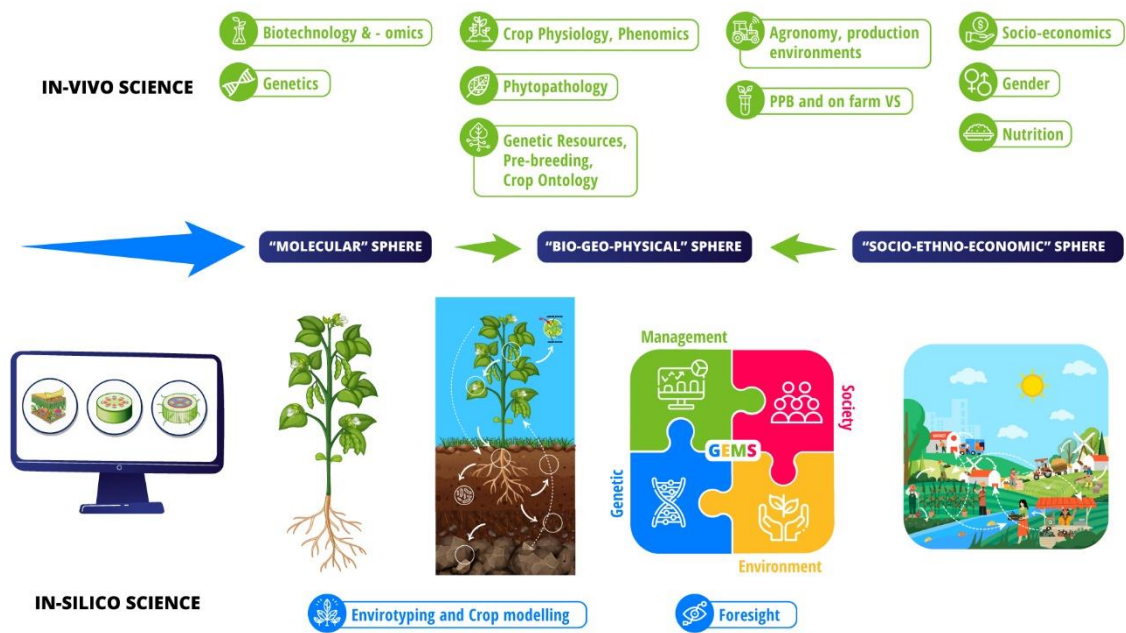 Biotechnology & - omics
Crop Physiology, Phenomics
Agronomy, production
environments
Socio-economics
IN-VIVO SCIENCE
Genetics
Phytopathology
PPB and on farm VS
Gender
Genetic Resources,
Pre-breeding,
Crop Ontology
Nutrition
“MOLECULAR” SPHERE
“BIO-GEO-PHYSICAL” SPHERE
“SOCIO-ETHNO-ECONOMIC” SPHERE
Management
Society
GEMS
Genetic
Environment
IN-SILICO SCIENCE
Envirotyping and Crop modelling
Foresight